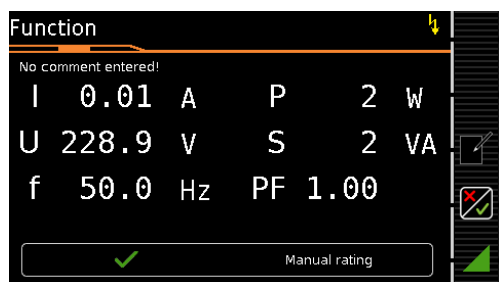 Function
No comment entered!
I 0.01 A P 2 W
U 228.9 V S 2 VA
f 50.0 Hz PF 1.00
Manual rating